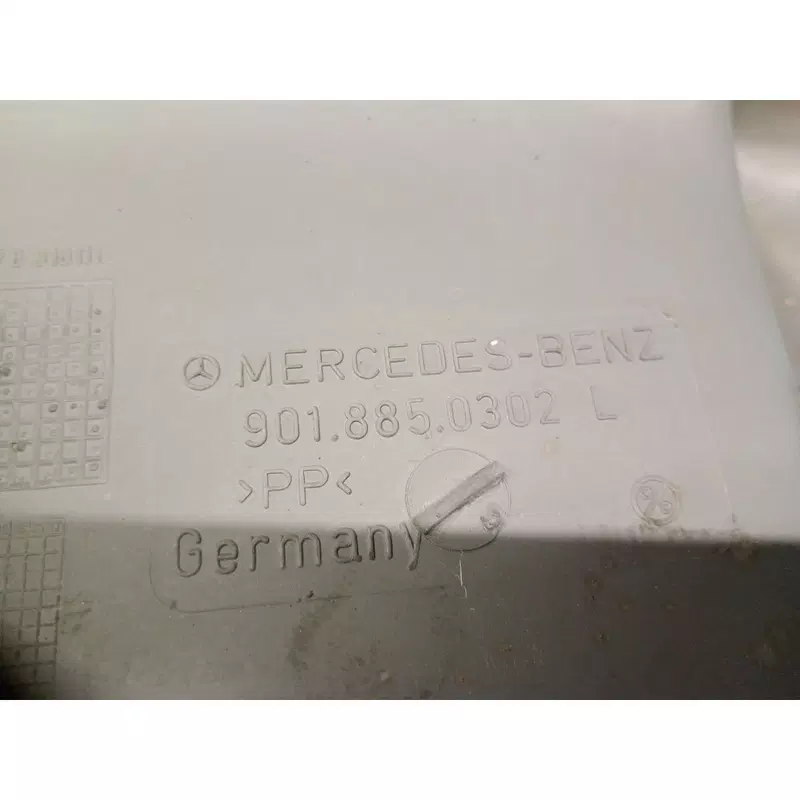 MERCEDES-BENZ
901.885.0302 L
>PP<
Germany